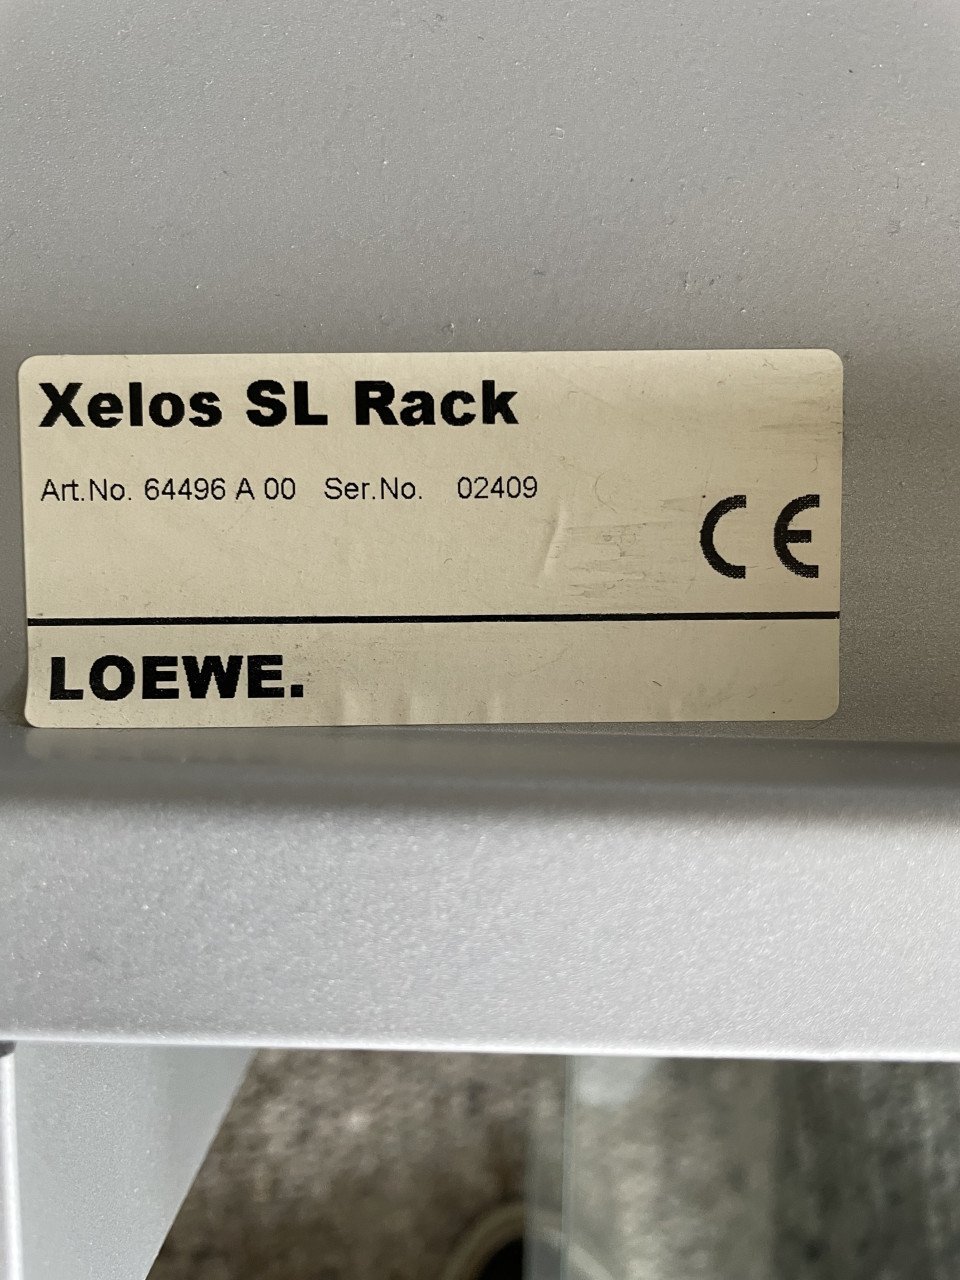 Xelos SL Rack
Art.No. 64496 A 00 Ser.No. 02409
CE
LOEWE.